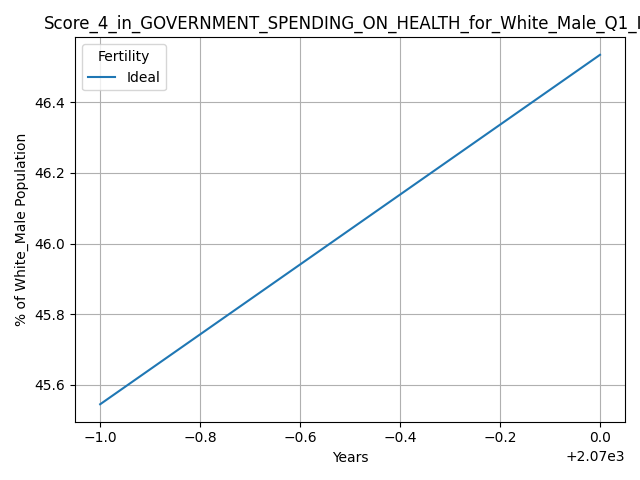 Score_4_in_GOVERNMENT_SPENDING_ON_HEALTH_for_White_Male_Q1_
Fertility
Ideal
% of White_Male Population
46.4
46.2
46.0
45.8
45.6
−1.0 −0.8 −0.6 −0.4 −0.2 0.0
Years
+2.07e3